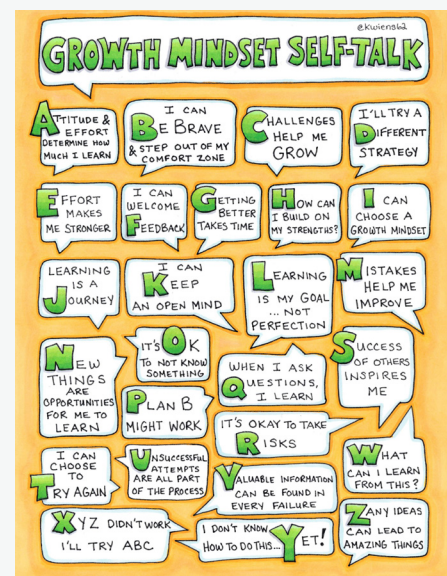 @kwiens62
GROWTH MINDSET SELF-TALK
ATTITUDE &
EFFORT
DETERMINE HOW
MUCH I LEARN
I CAN
BE BRAVE
& STEP OUT OF MY
COMFORT ZONE
CHALLENGES
HELP ME
GROW
I'LL TRY A
DIFFERENT
STRATEGY
EFFORT
MAKES
ME STRONGER
I CAN
WELCOME
FEEDBACK
GETTING
BETTER
TAKES TIME
HOW CAN
I BUILD ON
MY STRENGTHS?
I CAN
CHOOSE A
GROWTH MINDSET
LEARNING
IS A
JOURNEY
I CAN
KEEP
AN OPEN MIND
LEARNING
IS MY GOAL
... NOT
PERFECTION
MISTAKES
HELP ME
IMPROVE
NEW
THINGS
ARE
OPPORTUNITIES
FOR ME TO
LEARN
IT'S OK
TO NOT KNOW
SOMETHING
PLAN B
MIGHT WORK
WHEN I ASK
QUESTIONS,
I LEARN
IT'S OKAY TO TAKE
RISKS
SUCCESS
OF OTHERS
INSPIRES
ME
I CAN
CHOOSE
TO
TRY AGAIN
UNSUCCESSFUL
ATTEMPTS
ARE ALL PART
OF THE PROCESS
VALUABLE INFORMATION
CAN BE FOUND IN
EVERY FAILURE
WHAT
CAN I LEARN
FROM THIS?
XYZ DIDN'T WORK
I'LL TRY ABC
I DON'T KNOW
HOW TO DO THIS... YET!
ZANY IDEAS
CAN LEAD TO
AMAZING THINGS